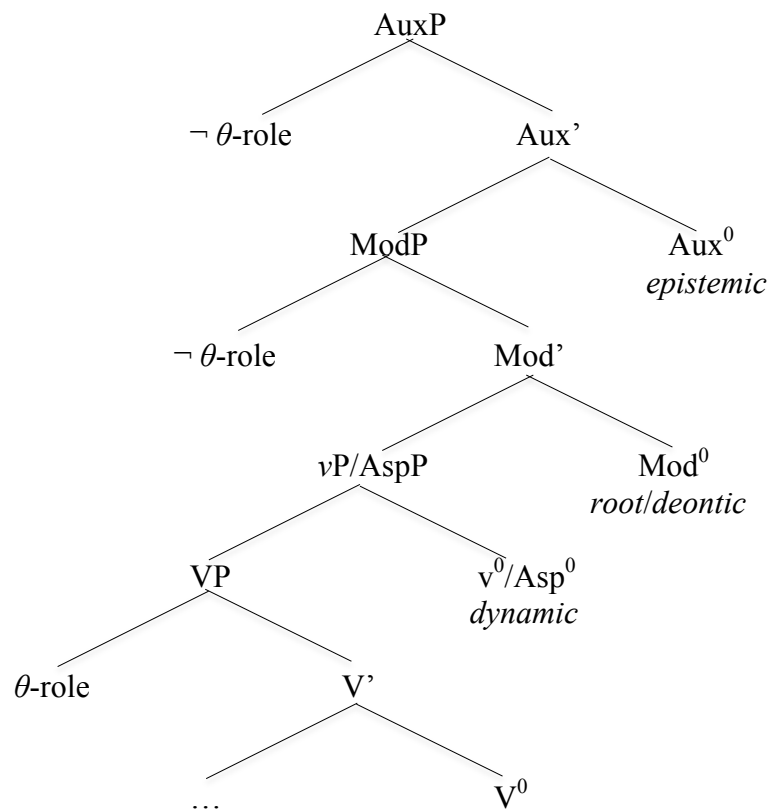 AuxP
¬ θ-role Aux’
ModP Aux⁰
epistemic
¬ θ-role Mod’
vP/AspP Mod⁰
root/deontic
VP v⁰/Asp⁰
dynamic
θ-role V’
… V⁰